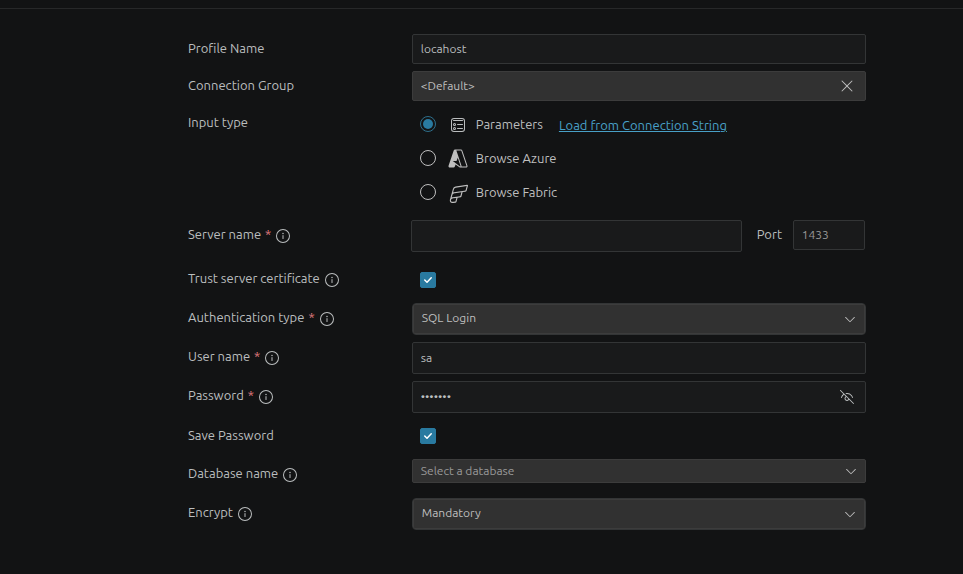 Profile Name locahost
Connection Group <Default>
Input type Parameters Load from Connection String
Browse Azure
Browse Fabric
Server name * Port 1433
Trust server certificate
Authentication type * SQL Login
User name * sa
Password * •••••••
Save Password
Database name Select a database
Encrypt Mandatory